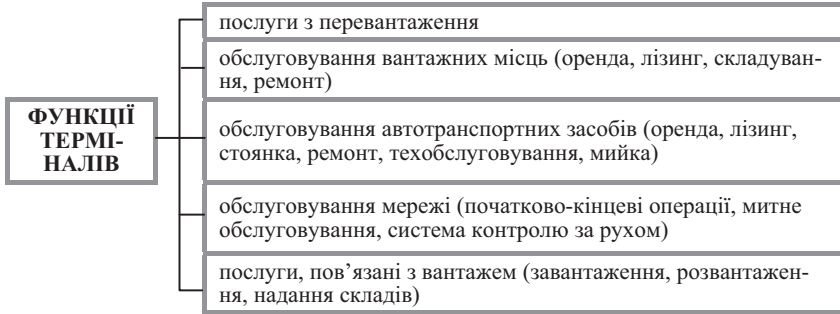 послуги з перевантаження
обслуговування вантажних місць (оренда, лізинг, складуван-
ня, ремонт)
ФУНКЦІЇ
ТЕРМІ-
НАЛІВ
обслуговування автотранспортних засобів (оренда, лізинг,
стоянка, ремонт, техобслуговування, мийка)
обслуговування мережі (початково-кінцеві операції, митне
обслуговування, система контролю за рухом)
послуги, пов’язані з вантажем (завантаження, розвантажен-
ня, надання складів)